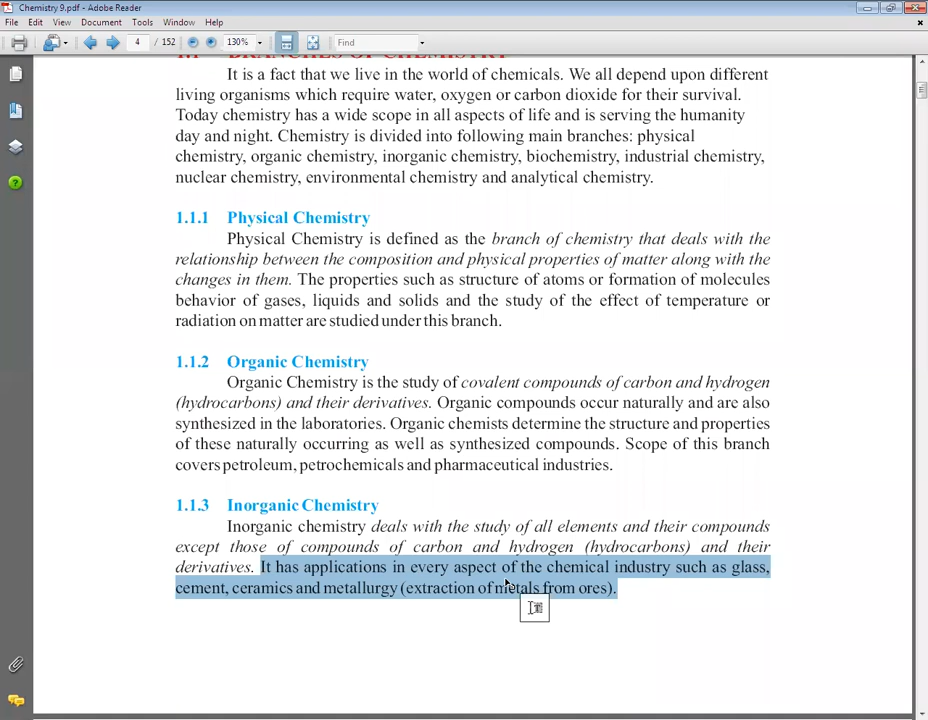 Chemistry 9.pdf - Adobe Reader
File Edit View Document Tools Window Help
4 / 152 130% Find
1.1 BRANCHES OF CHEMISTRY
It is a fact that we live in the world of chemicals. We all depend upon different
living organisms which require water, oxygen or carbon dioxide for their survival.
Today chemistry has a wide scope in all aspects of life and is serving the humanity
day and night. Chemistry is divided into following main branches: physical
chemistry, organic chemistry, inorganic chemistry, biochemistry, industrial chemistry,
nuclear chemistry, environmental chemistry and analytical chemistry.
1.1.1 Physical Chemistry
Physical Chemistry is defined as the branch of chemistry that deals with the
relationship between the composition and physical properties of matter along with the
changes in them. The properties such as structure of atoms or formation of molecules
behavior of gases, liquids and solids and the study of the effect of temperature or
radiation on matter are studied under this branch.
1.1.2 Organic Chemistry
Organic Chemistry is the study of covalent compounds of carbon and hydrogen
(hydrocarbons) and their derivatives. Organic compounds occur naturally and are also
synthesized in the laboratories. Organic chemists determine the structure and properties
of these naturally occurring as well as synthesized compounds. Scope of this branch
covers petroleum, petrochemicals and pharmaceutical industries.
1.1.3 Inorganic Chemistry
Inorganic chemistry deals with the study of all elements and their compounds
except those of compounds of carbon and hydrogen (hydrocarbons) and their
derivatives. It has applications in every aspect of the chemical industry such as glass,
cement, ceramics and metallurgy (extraction of metals from ores).